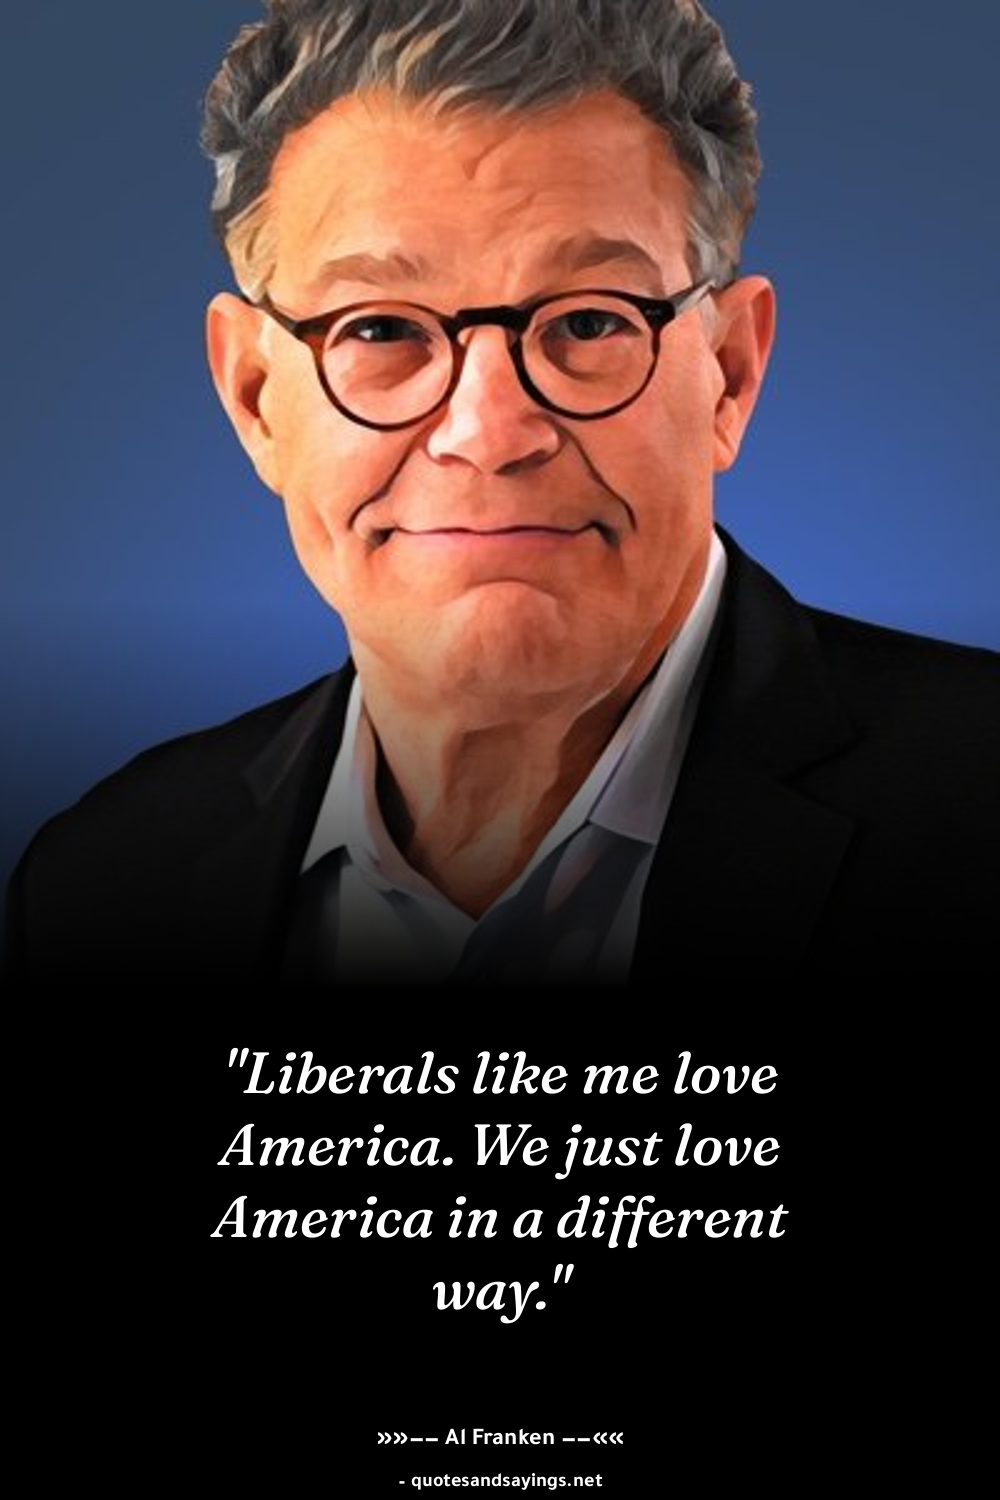 "Liberals like me love
America. We just love
America in a different
way."
»»–– Al Franken ––««
- quotesandsayings.net